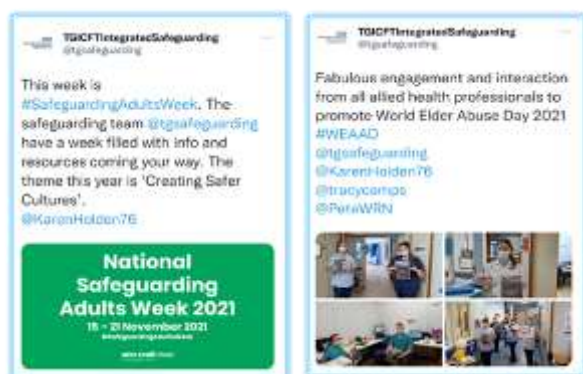 TGICFTIntegratedSafeguarding
@tgsafeguarding
This week is
#SafeguardingAdultsWeek. The
safeguarding team @tgsafeguarding
have a week filled with info and
resources coming your way. The
theme this year is 'Creating Safer
Cultures'.
@KarenHolden76
National
Safeguarding
Adults Week 2021
15 - 21 November 2021
TGICFTIntegratedSafeguarding
@tgsafeguarding
Fabulous engagement and interaction
from all allied health professionals to
promote World Elder Abuse Day 2021
#WEAAD
@tgsafeguarding
@KarenHolden76
@tracycamps
@PeteWRN